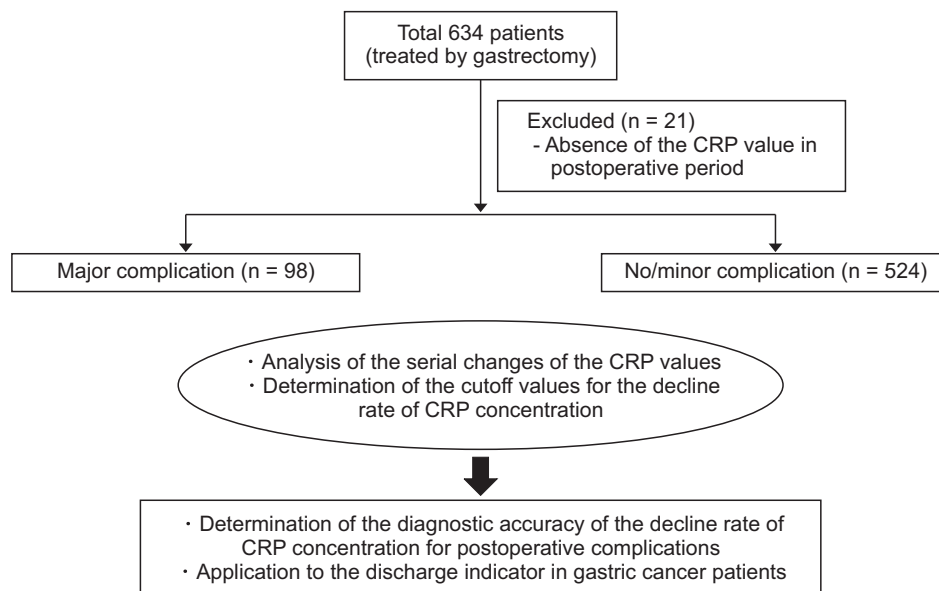 Total 634 patients
(treated by gastrectomy)
Excluded (n = 21)
- Absence of the CRP value in
postoperative period
Major complication (n = 98)
No/minor complication (n = 524)
· Analysis of the serial changes of the CRP values
· Determination of the cutoff values for the decline
rate of CRP concentration
· Determination of the diagnostic accuracy of the decline rate of
CRP concentration for postoperative complications
· Application to the discharge indicator in gastric cancer patients